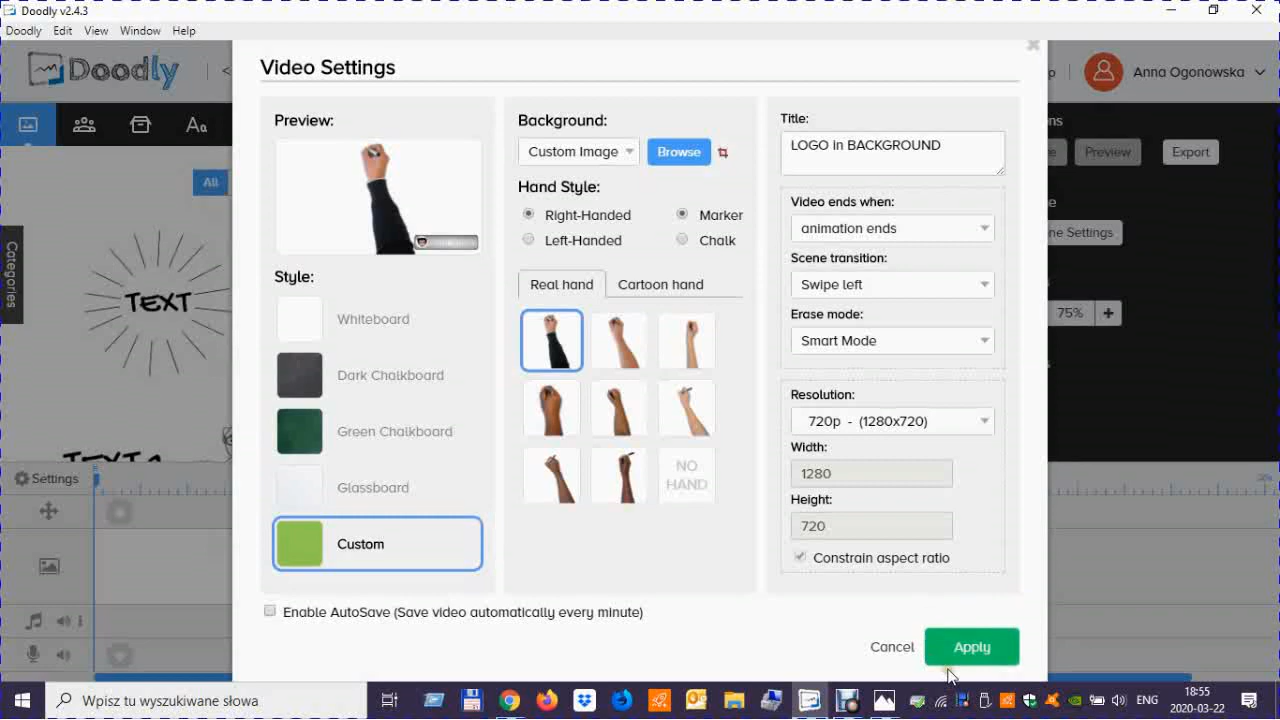 Doodly v2.4.3
Doodly Edit View Window Help
Doodly
Anna Ogonowska
Video Settings
Preview:
Style:
Whiteboard
Dark Chalkboard
Green Chalkboard
Glassboard
Custom
Background:
Custom Image
Browse
Hand Style:
Right-Handed
Marker
Left-Handed
Chalk
Real hand
Cartoon hand
NO
HAND
Title:
LOGO in BACKGROUND
Video ends when:
animation ends
Scene transition:
Swipe left
Erase mode:
Smart Mode
Resolution:
720p - (1280x720)
Width:
1280
Height:
720
Constrain aspect ratio
Enable AutoSave (Save video automatically every minute)
Cancel
Apply
Aa
All
Categories
TEXT
Settings
Preview
Export
ne Settings
75%
Wpisz tu wyszukiwane słowa
ENG
18:55
2020-03-22